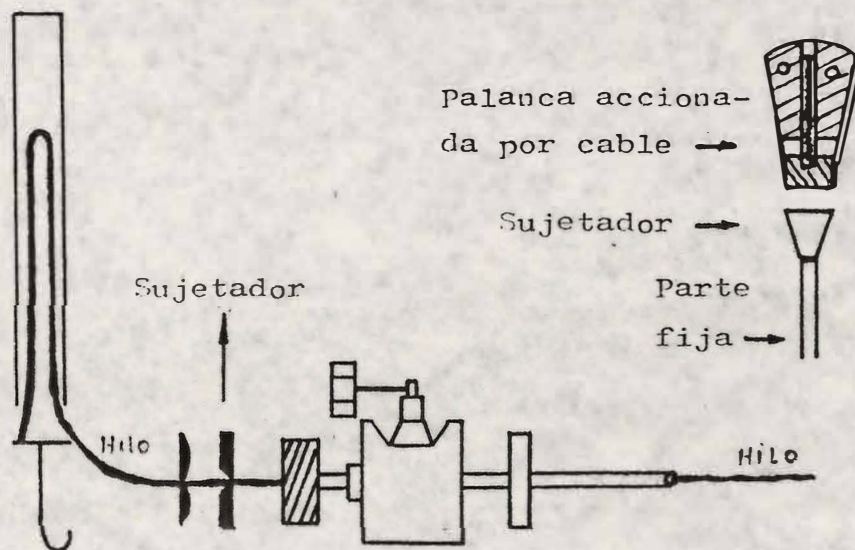 Palanca acciona-
da por cable
Sujetador
Parte
fija
Sujetador
Hilo
HiLO